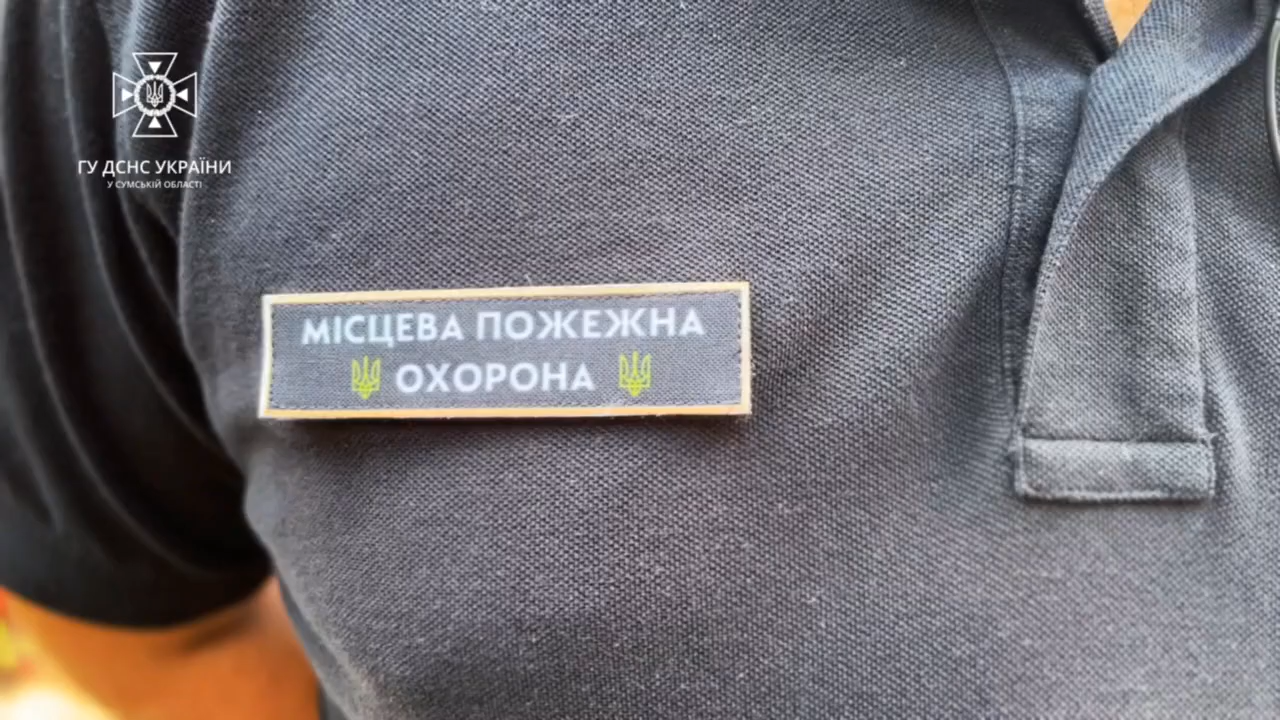 ГУ ДСНС УКРАЇНИ
У СУМСЬКІЙ ОБЛАСТІ
МІСЦЕВА ПОЖЕЖНА
ОХОРОНА